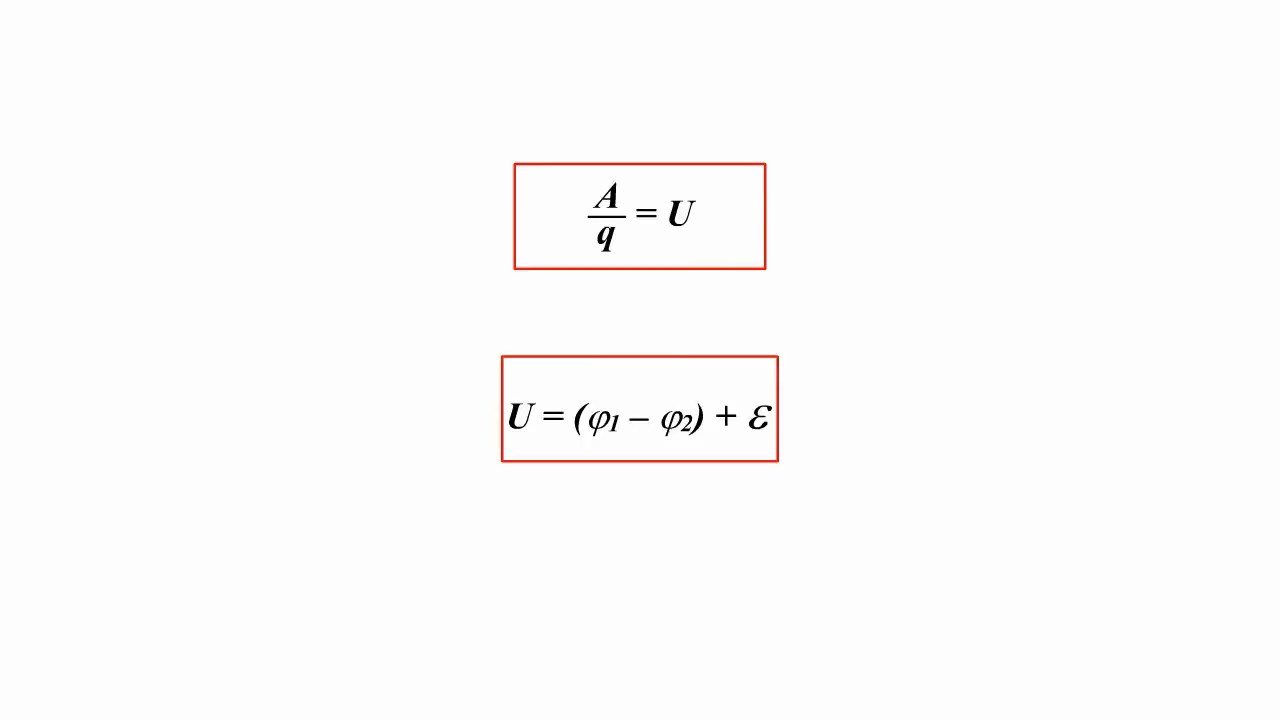 A/q = U
U = (φ₁ – φ₂) + ℰ